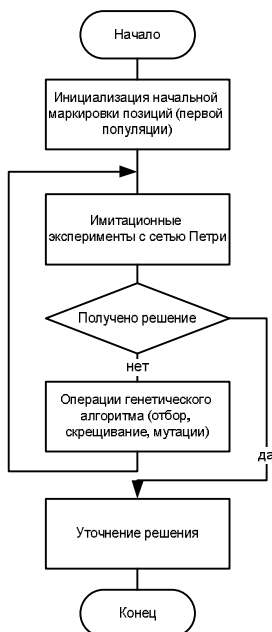 Начало
Инициализация начальной
маркировки позиций (первой
популяции)
Имитационные
эксперименты с сетью Петри
Получено решение
нет
Операции генетического
алгоритма (отбор,
скрещивание, мутации)
да
Уточнение решения
Конец